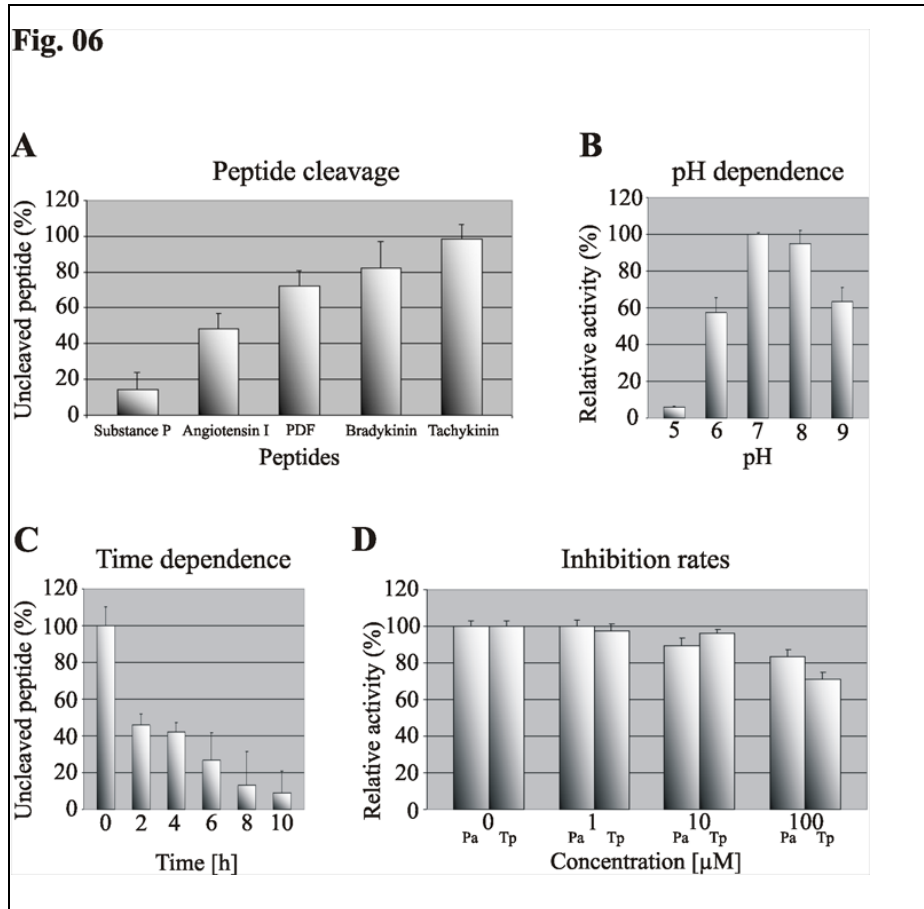 Fig. 06
A
Peptide cleavage
Uncleaved peptide (%)
120
100
80
60
40
20
0
Substance P Angiotensin I PDF Bradykinin Tachykinin
Peptides
B
pH dependence
Relative activity (%)
120
100
80
60
40
20
0
5 6 7 8 9
pH
C
Time dependence
Uncleaved peptide (%)
120
100
80
60
40
20
0
0 2 4 6 8 10
Time [h]
D
Inhibition rates
Relative activity (%)
120
100
80
60
40
20
0
0 1 10 100
Pa Tp Pa Tp Pa Tp Pa Tp
Concentration [µM]